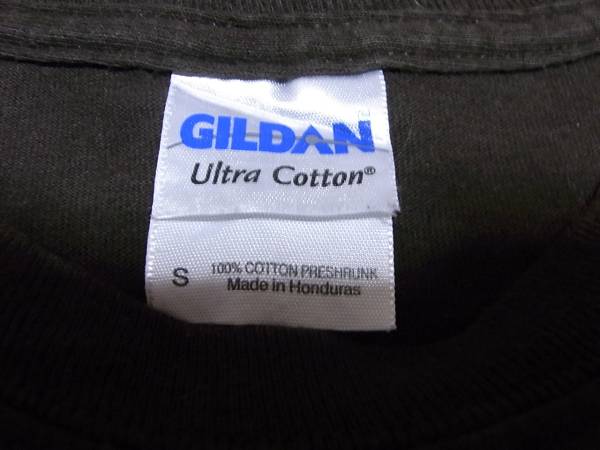 GILDAN
Ultra Cotton®
S
100% COTTON PRESHRUNK
Made in Honduras